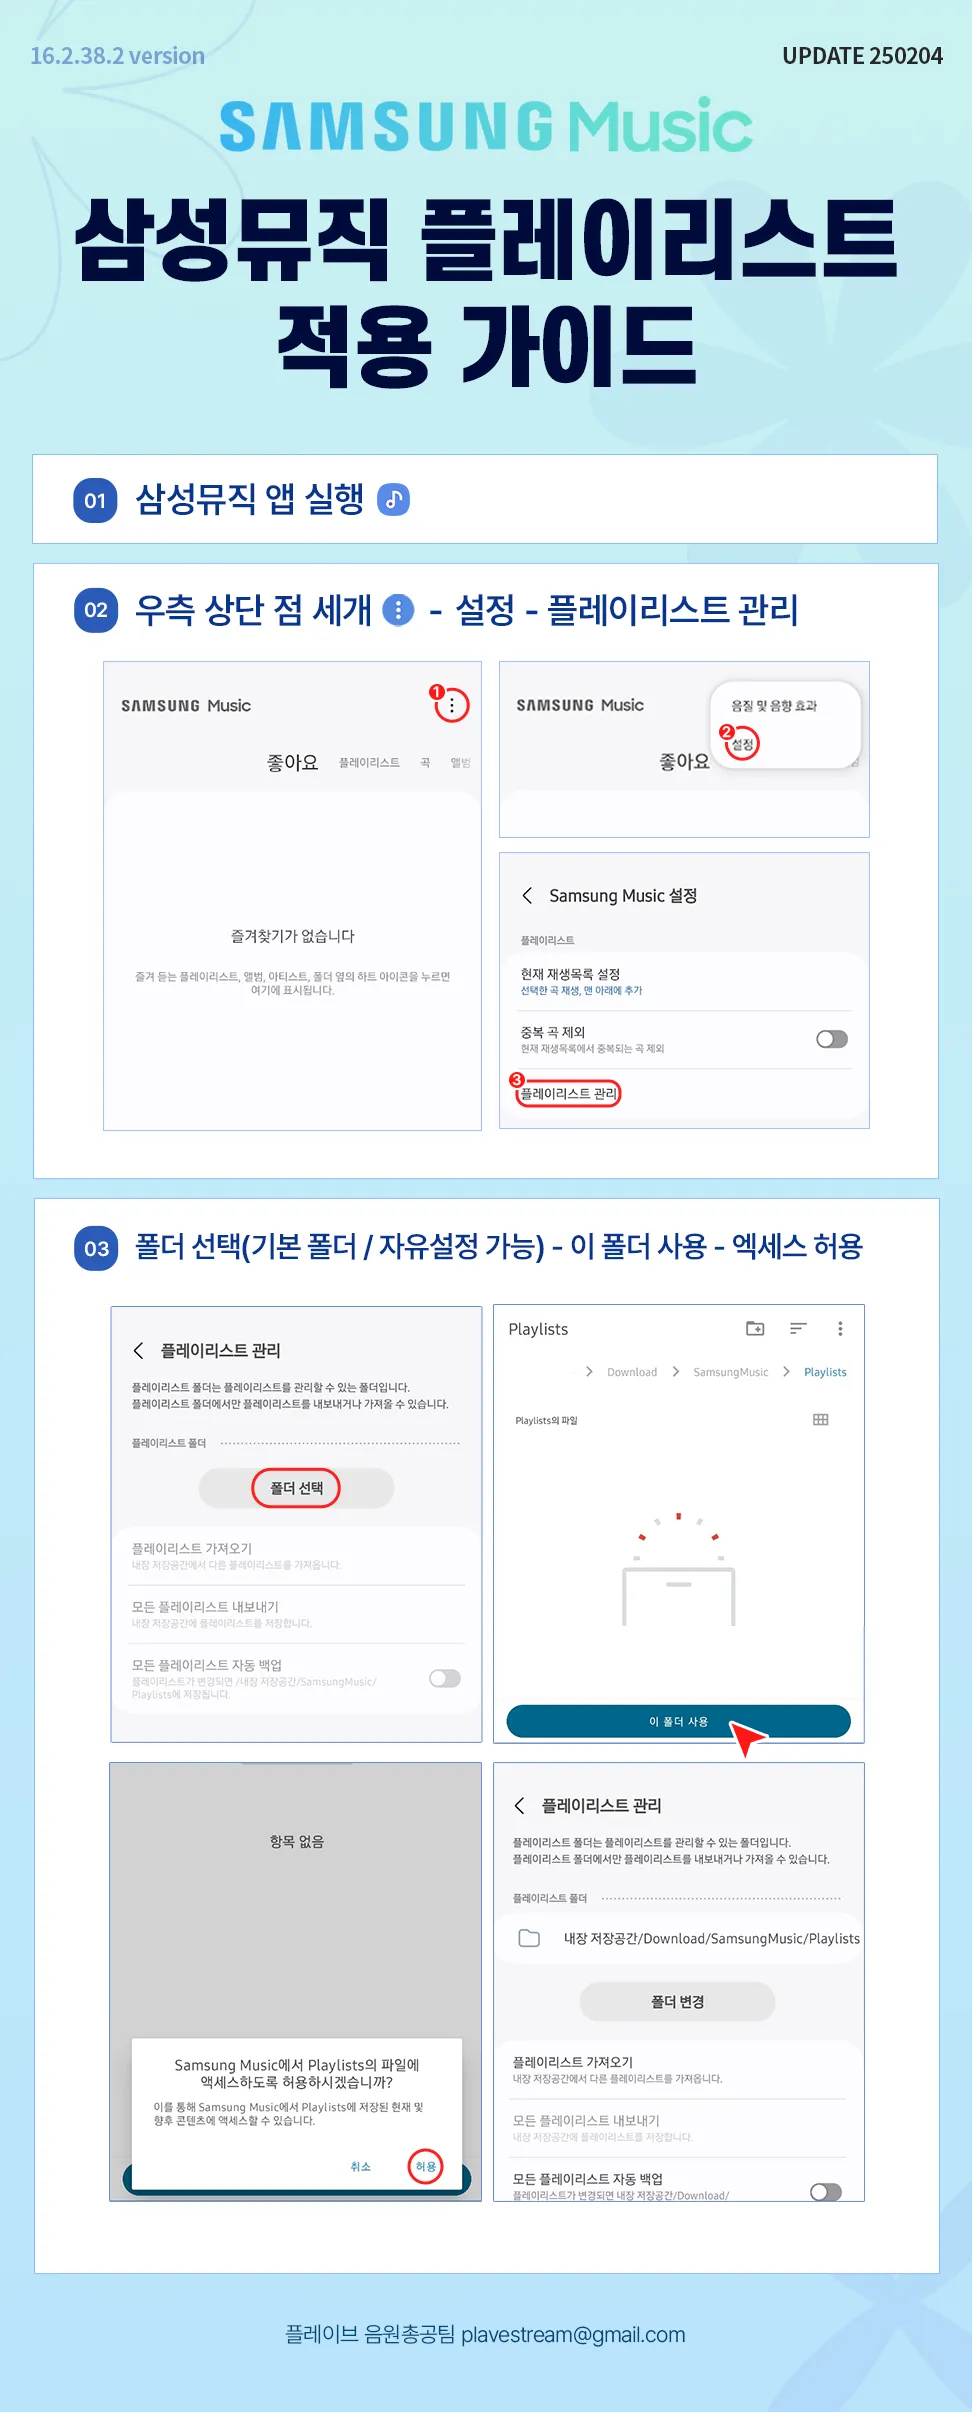 16.2.38.2 version
UPDATE 250204
SAMSUNG Music
삼성뮤직 플레이리스트
적용 가이드
01 삼성뮤직 앱 실행
02 우측 상단 점 세개 - 설정 - 플레이리스트 관리
SAMSUNG Music
1
좋아요 플레이리스트 곡 앨범
즐겨찾기가 없습니다
즐겨 듣는 플레이리스트, 앨범, 아티스트, 폴더 옆의 하트 아이콘을 누르면
여기에 표시됩니다.
SAMSUNG Music
음질 및 음향 효과
2
설정
좋아요
Samsung Music 설정
플레이리스트
현재 재생목록 설정
선택한 곡 재생, 맨 아래에 추가
중복 곡 제외
현재 재생목록에서 중복되는 곡 제외
3
플레이리스트 관리
03 폴더 선택(기본 폴더 / 자유설정 가능) - 이 폴더 사용 - 엑세스 허용
플레이리스트 관리
플레이리스트 폴더는 플레이리스트를 관리할 수 있는 폴더입니다.
플레이리스트 폴더에서만 플레이리스트를 내보내거나 가져올 수 있습니다.
플레이리스트 폴더
폴더 선택
플레이리스트 가져오기
내장 저장공간에서 다른 플레이리스트를 가져옵니다.
모든 플레이리스트 내보내기
내장 저장공간에 플레이리스트를 저장합니다.
모든 플레이리스트 자동 백업
플레이리스트가 변경되면 /내장 저장공간/SamsungMusic/
Playlists에 저장됩니다.
Playlists
Download > SamsungMusic > Playlists
Playlists의 파일
이 폴더 사용
항목 없음
Samsung Music에서 Playlists의 파일에
액세스하도록 허용하시겠습니까?
이를 통해 Samsung Music에서 Playlists에 저장된 현재 및
향후 콘텐츠에 액세스할 수 있습니다.
취소 허용
플레이리스트 관리
플레이리스트 폴더는 플레이리스트를 관리할 수 있는 폴더입니다.
플레이리스트 폴더에서만 플레이리스트를 내보내거나 가져올 수 있습니다.
플레이리스트 폴더
내장 저장공간/Download/SamsungMusic/Playlists
폴더 변경
플레이리스트 가져오기
내장 저장공간에서 다른 플레이리스트를 가져옵니다.
모든 플레이리스트 내보내기
내장 저장공간에 플레이리스트를 저장합니다.
모든 플레이리스트 자동 백업
플레이리스트가 변경되면 내장 저장공간/Download/
플레이브 음원총공팀 plavestream@gmail.com